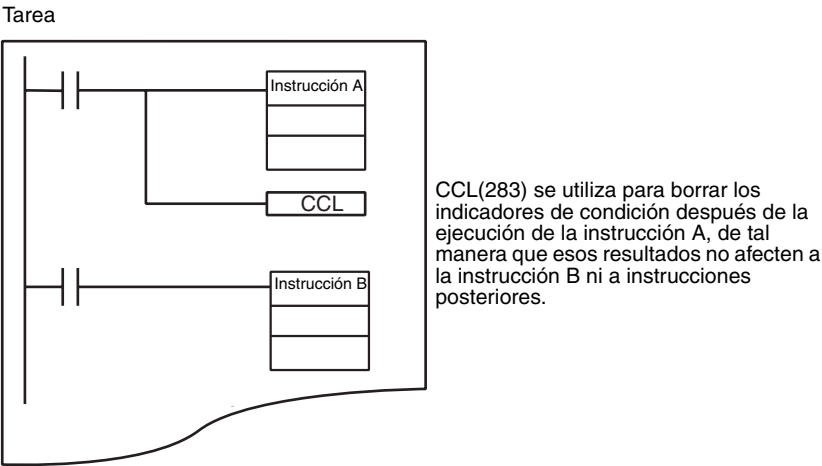 Tarea
Instrucción A
CCL
CCL(283) se utiliza para borrar los
indicadores de condición después de la
ejecución de la instrucción A, de tal
manera que esos resultados no afecten a
la instrucción B ni a instrucciones
posteriores.
Instrucción B